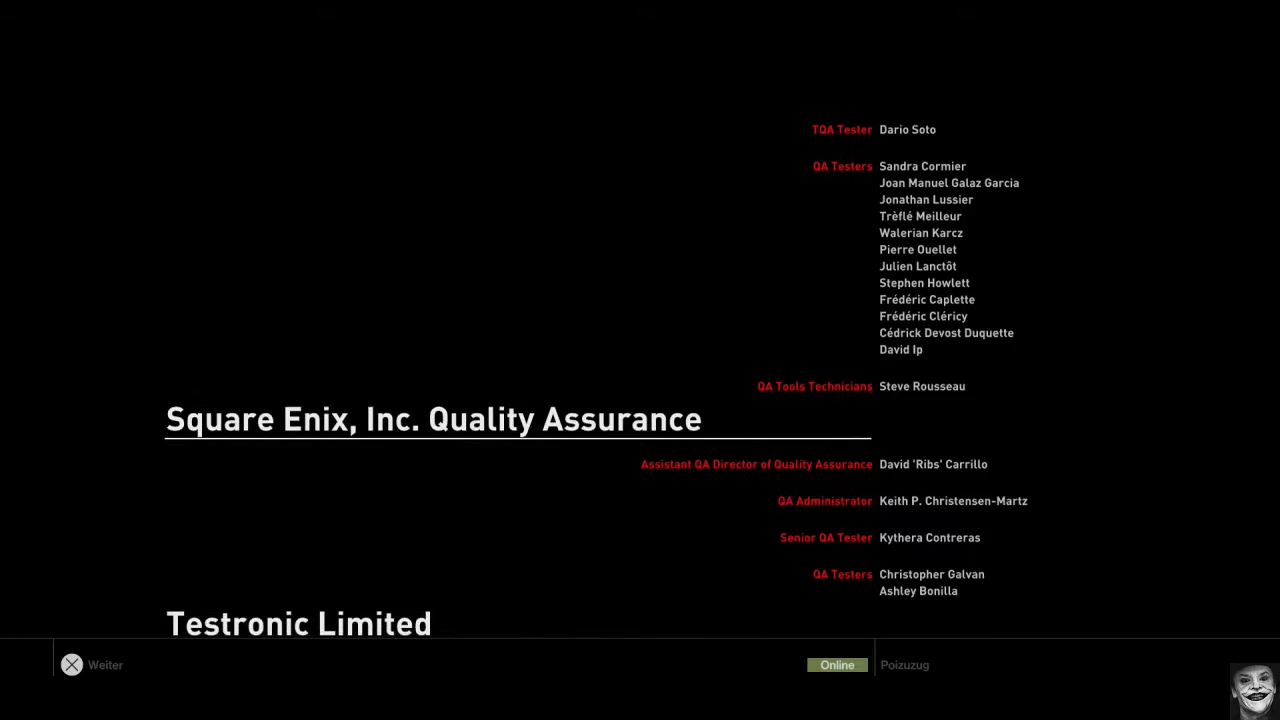 TQA Tester Dario Soto
QA Testers Sandra Cormier
Joan Manuel Galaz Garcia
Jonathan Lussier
Trèflé Meilleur
Walerian Karcz
Pierre Ouellet
Julien Lanctôt
Stephen Howlett
Frédéric Caplette
Frédéric Cléricy
Cédrick Devost Duquette
David Ip
QA Tools Technicians Steve Rousseau
Square Enix, Inc. Quality Assurance
Assistant QA Director of Quality Assurance David 'Ribs' Carrillo
QA Administrator Keith P. Christensen-Martz
Senior QA Tester Kythera Contreras
QA Testers Christopher Galvan
Ashley Bonilla
Testronic Limited
Weiter Online Poizuzug